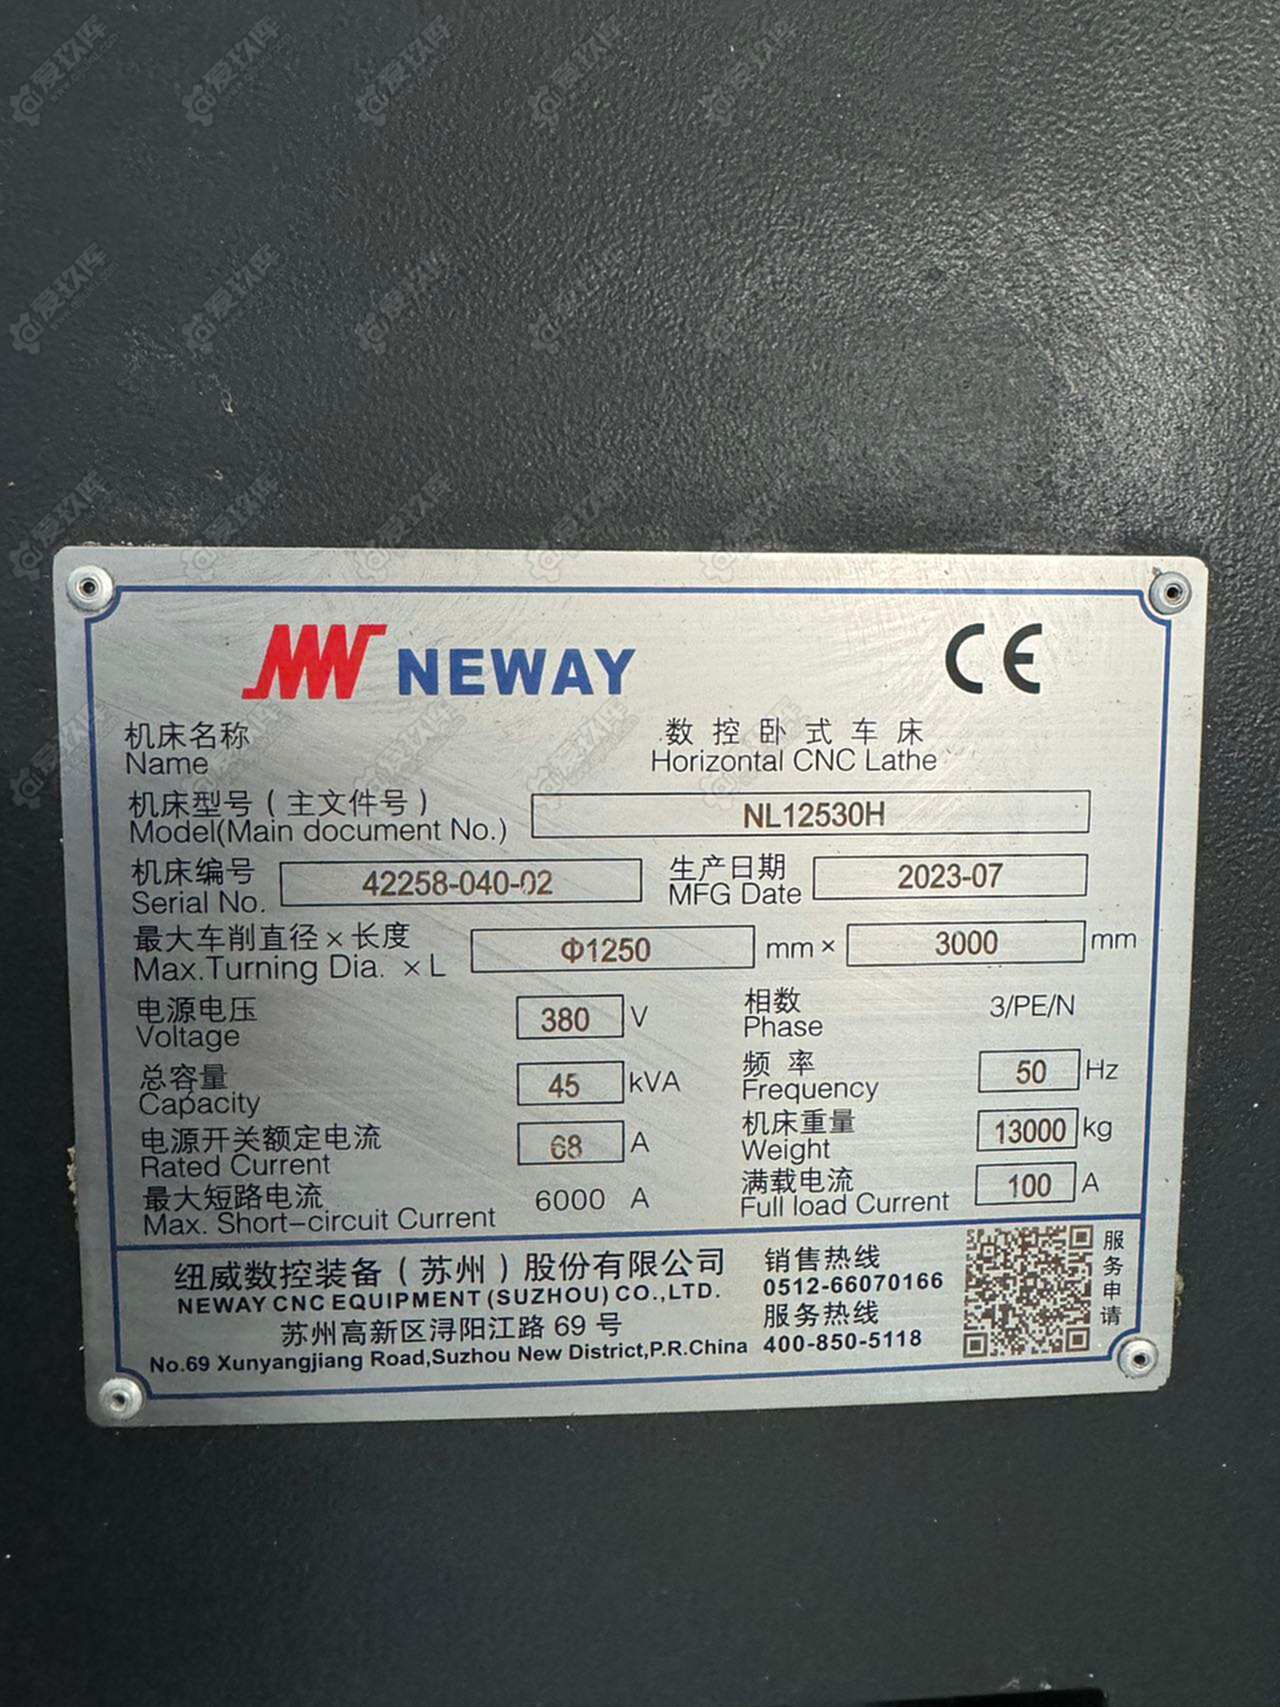 NEWAY
CE
机床名称 数控卧式车床
Name Horizontal CNC Lathe
机床型号(主文件号)
Model(Main document No.) NL12530H
机床编号 42258-040-02 生产日期 2023-07
Serial No. MFG Date
最大车削直径×长度 Φ1250 mm× 3000 mm
Max.Turning Dia. ×L
电源电压 380 V 相数 3/PE/N
Voltage Phase
总容量 45 kVA 频率 50 Hz
Capacity Frequency
电源开关额定电流 68 A 机床重量 13000 kg
Rated Current Weight
最大短路电流 6000 A 满载电流 100 A
Max. Short-circuit Current Full load Current
纽威数控装备(苏州)股份有限公司
NEWAY CNC EQUIPMENT (SUZHOU) CO.,LTD.
苏州高新区浔阳江路 69 号
No.69 Xunyangjiang Road,Suzhou New District,P.R.China
销售热线
0512-66070166
服务热线
400-850-5118
服务申请
爱玖库